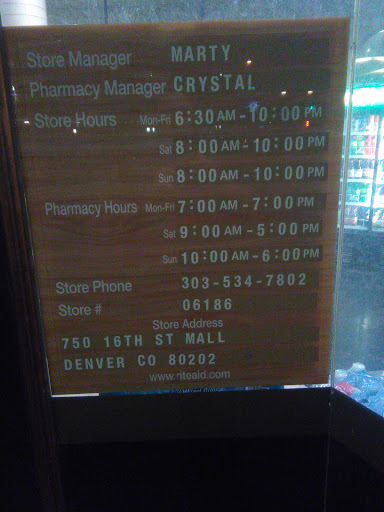 Store Manager MARTY
Pharmacy Manager CRYSTAL
Store Hours Mon-Fri 6:30 AM - 10:00 PM
Sat 8:00 AM - 10:00 PM
Sun 8:00 AM - 10:00 PM
Pharmacy Hours Mon-Fri 7:00 AM - 7:00 PM
Sat 9:00 AM - 5:00 PM
Sun 10:00 AM - 6:00 PM
Store Phone 303-534-7802
Store # 06186
Store Address
750 16TH ST MALL
DENVER CO 80202
www.riteaid.com